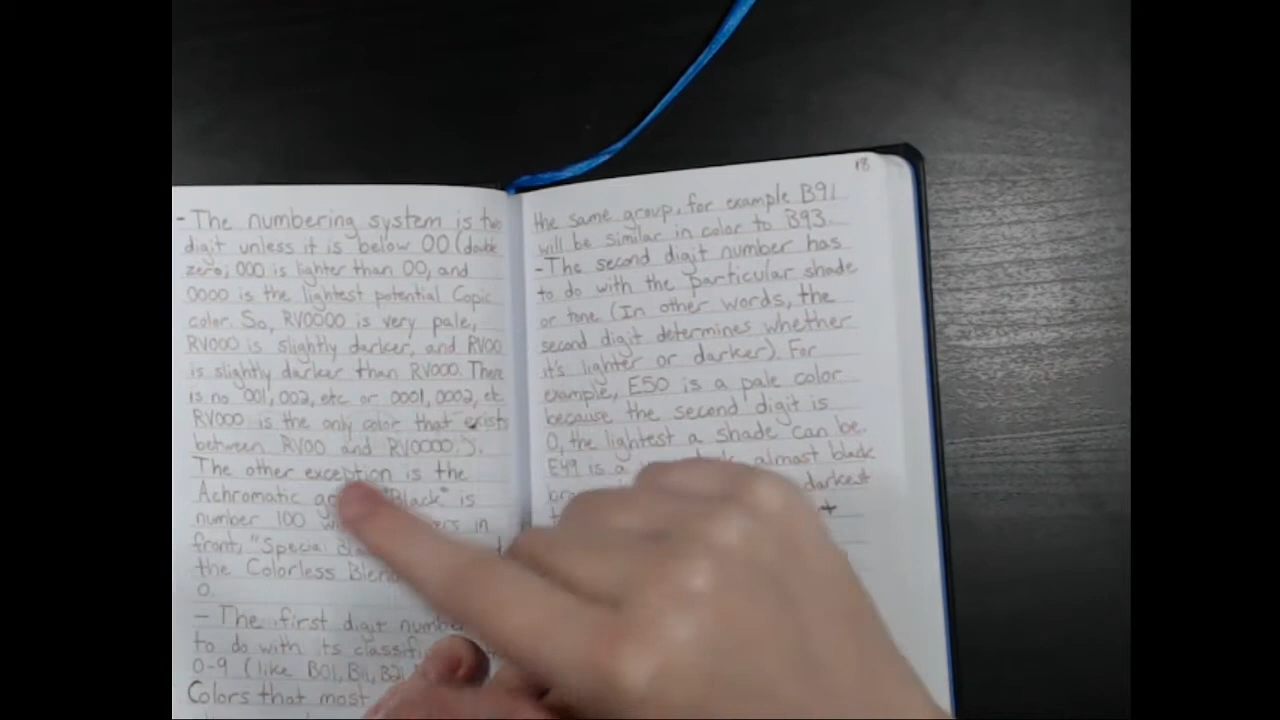 - The numbering system is two
digit unless it is below 00 (double
zero; 000 is lighter than 00, and
0000 is the lightest potential Copic
color. So, RV0000 is very pale,
RV000 is slightly darker, and RV00
is slightly darker than RV000. There
is no 001, 002, etc or 0001, 0002, etc
RV000 is the only color that exists
between RV00 and RV0000.).
The other exception is the
Achromatic "Black" is
number 100 in
front, "Special
the Colorless
0.
- The first digit
to do with its
0-9 (like B01, B11, B21
Colors that most
18
the same group, for example B91
will be similar in color to B93.
- The second digit number has
to do with the particular shade
or tone (In other words, the
second digit determines whether
it's lighter or darker). For
example, E50 is a pale color
because the second digit is
0, the lightest a shade can be.
E49 is a almost black
darkest